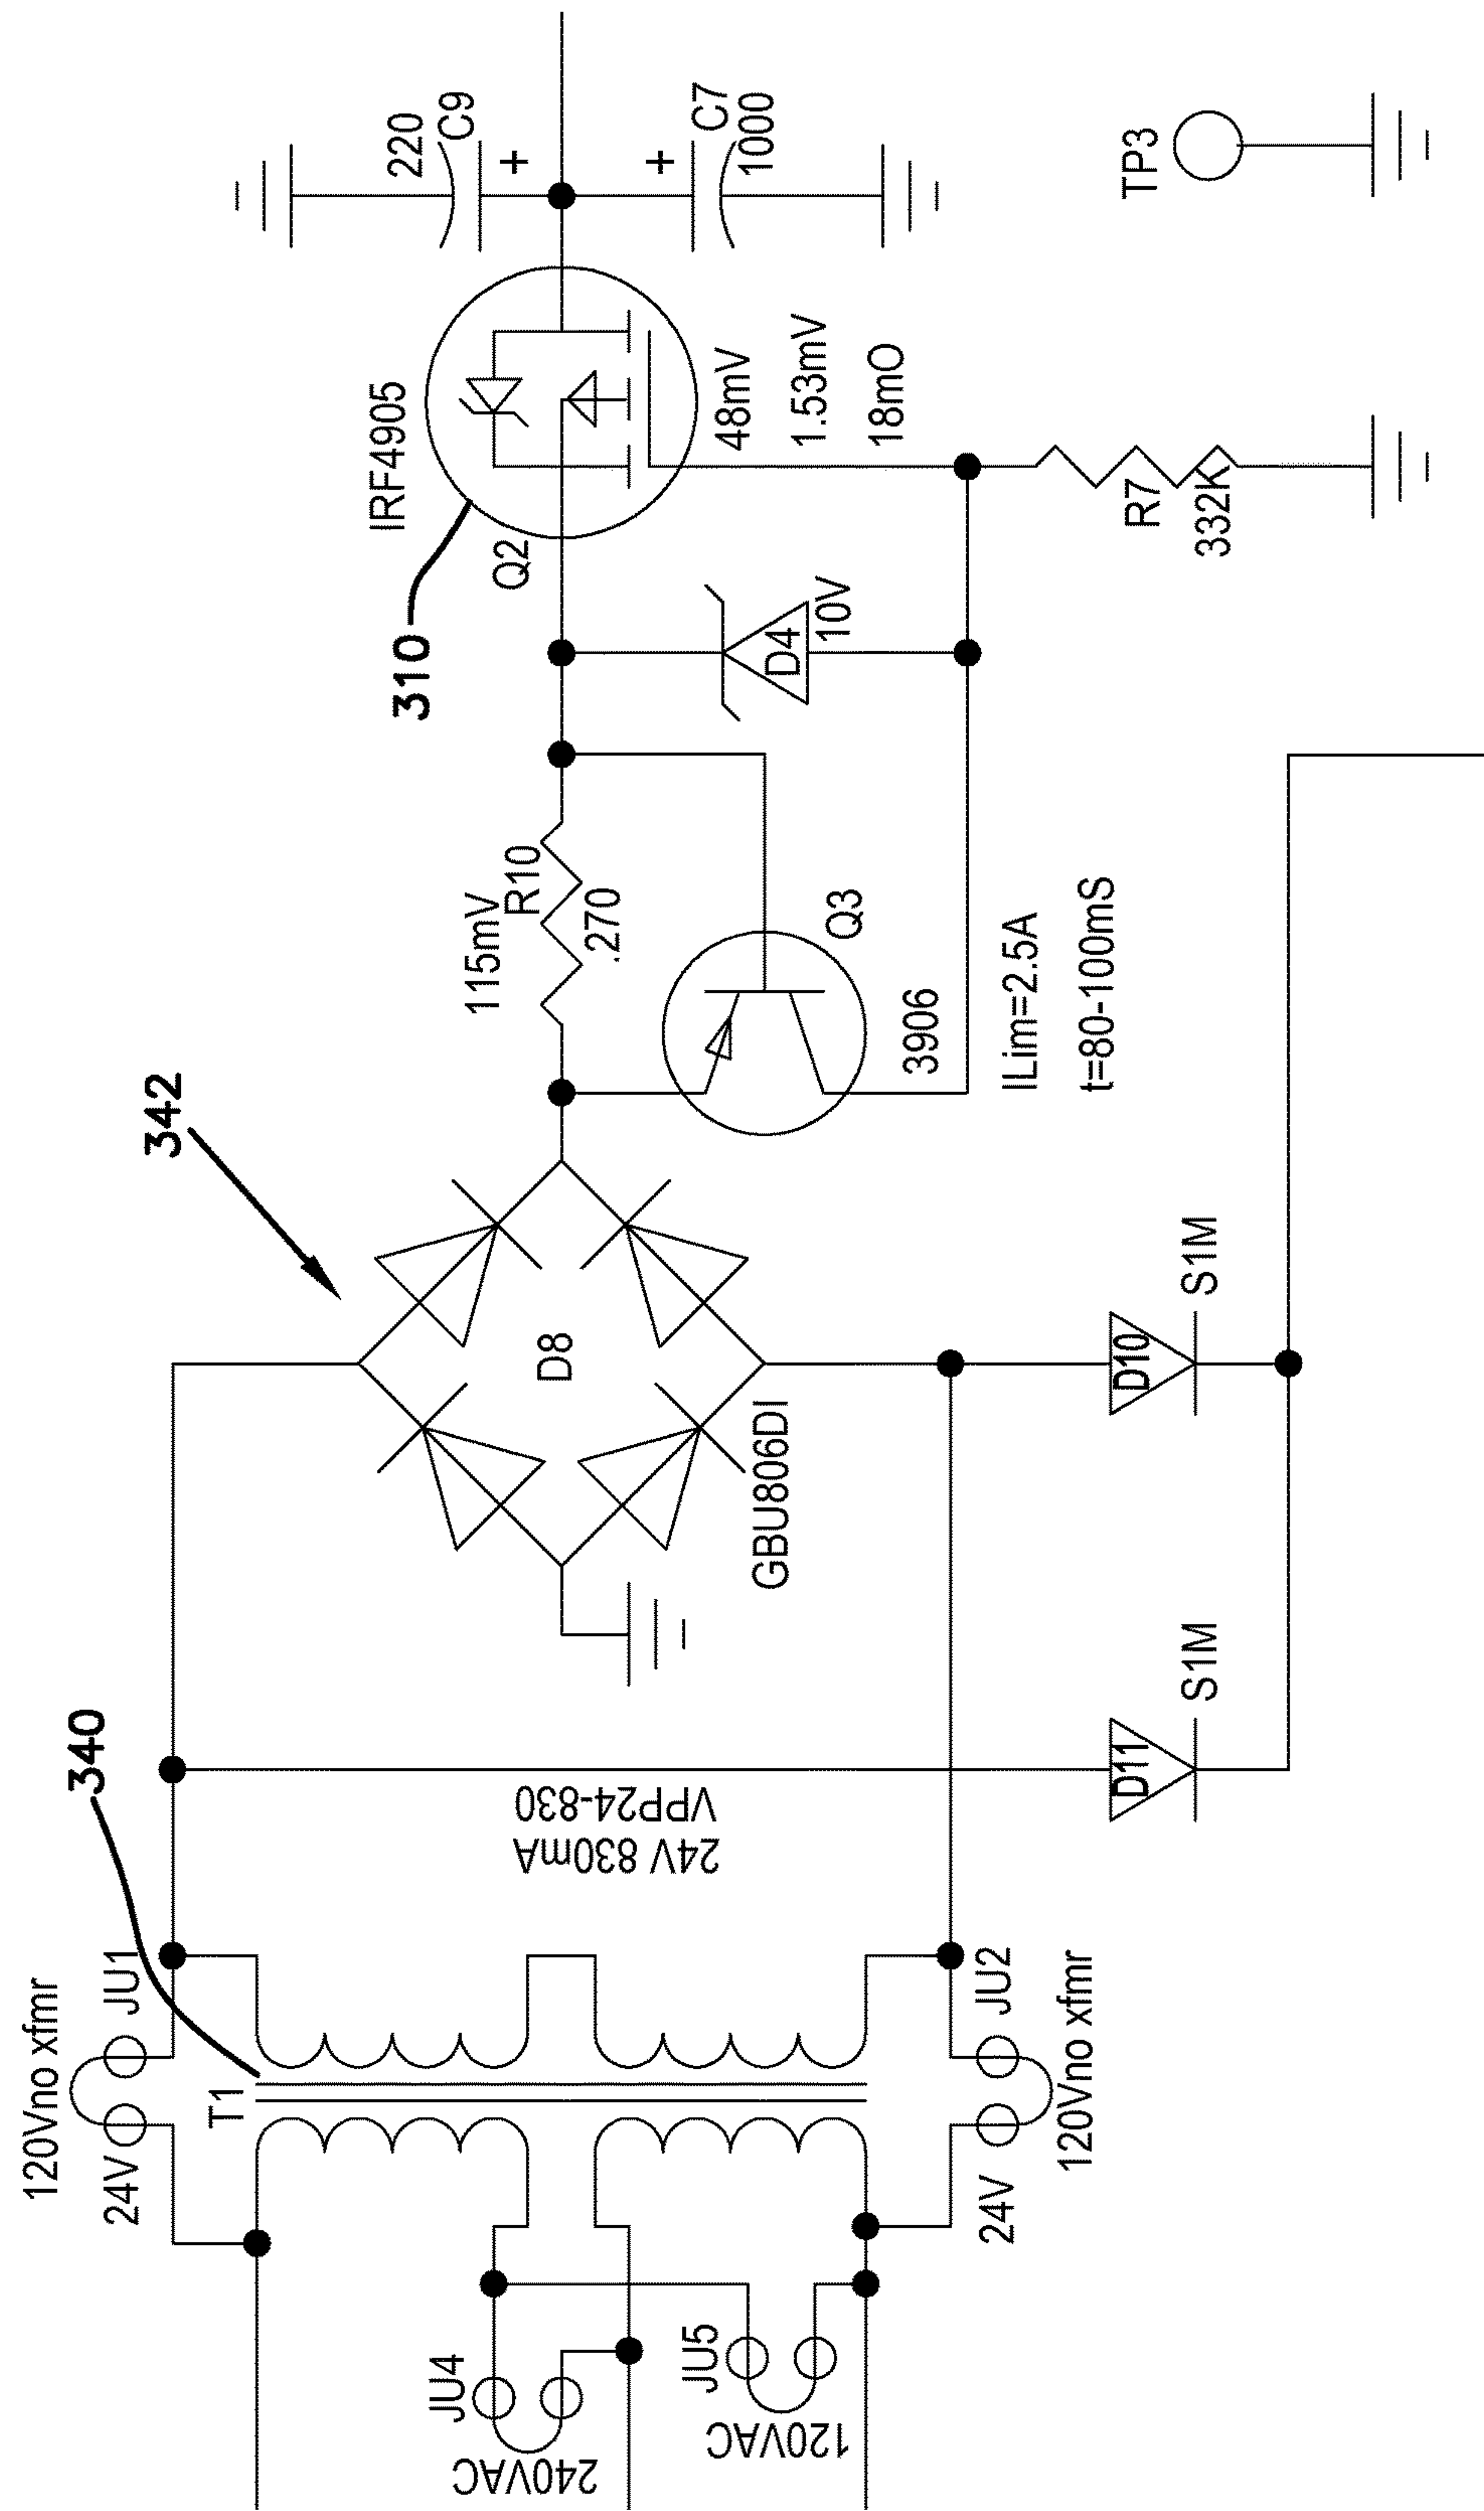 120Vno xfmr
24V
JU1
340
T1
JU4
240VAC
JU5
120VAC
24V
JU2
120Vno xfmr
24V 830mA
VPP24-830
D11
S1M
342
D8
GBU806DI
D10
S1M
115mV
R10
.270
Q3
3906
ILim=2.5A
t=80-100mS
310
IRF4905
Q2
D4
10V
48mV
1.53mV
18mO
R7
332K
220
C9
+
+
C7
1000
TP3